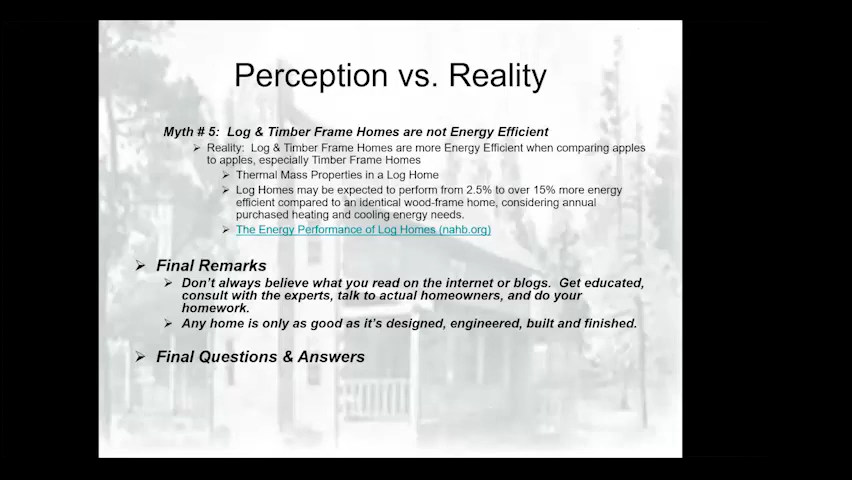 Perception vs. Reality
Myth # 5: Log & Timber Frame Homes are not Energy Efficient
Reality: Log & Timber Frame Homes are more Energy Efficient when comparing apples
to apples, especially Timber Frame Homes
Thermal Mass Properties in a Log Home
Log Homes may be expected to perform from 2.5% to over 15% more energy
efficient compared to an identical wood-frame home, considering annual
purchased heating and cooling energy needs.
The Energy Performance of Log Homes (nahb.org)
Final Remarks
Don't always believe what you read on the internet or blogs. Get educated,
consult with the experts, talk to actual homeowners, and do your
homework.
Any home is only as good as it's designed, engineered, built and finished.
Final Questions & Answers